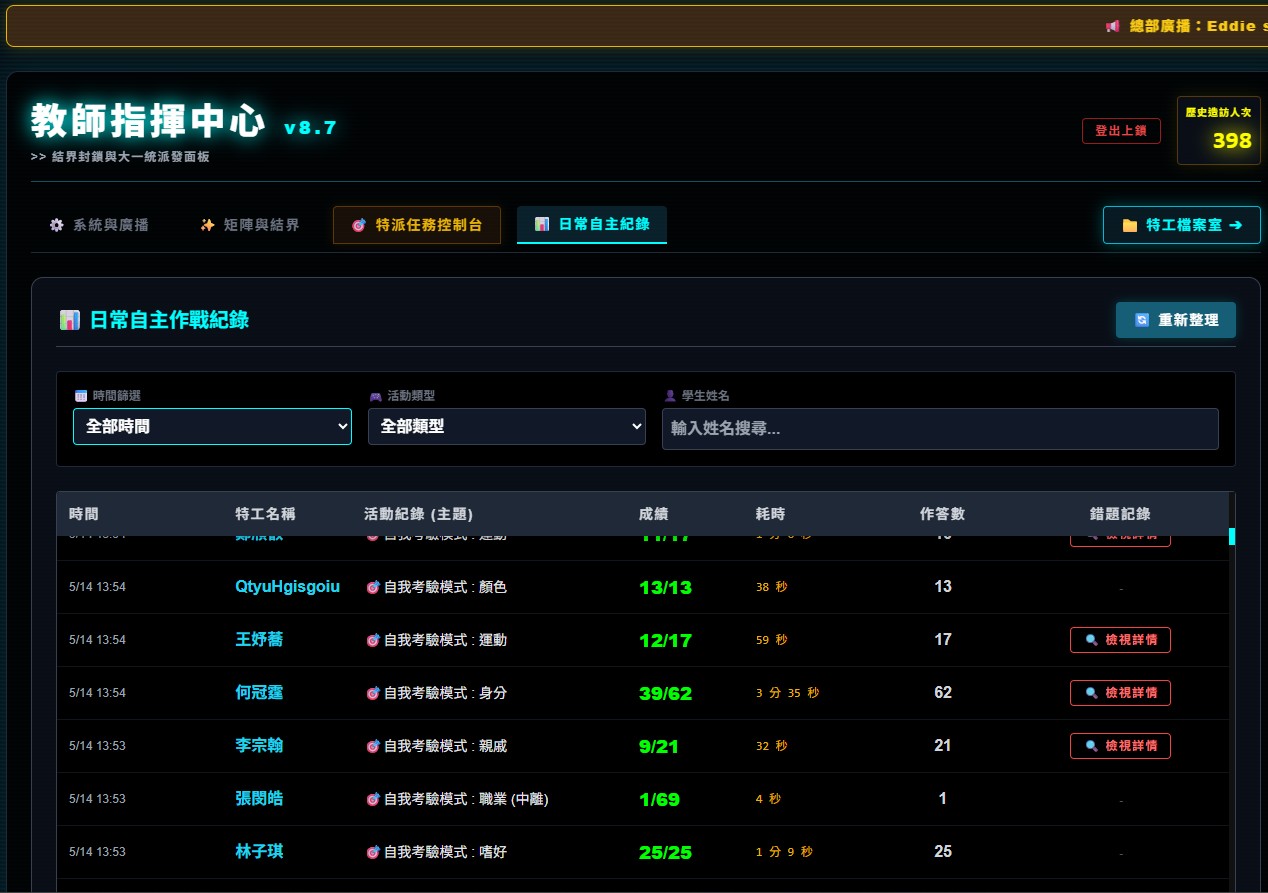 📢 總部廣播：Eddie s
教師指揮中心 v8.7
>> 結界封鎖與大一統派發面板
登出上鎖
歷史造訪人次
398
⚙️ 系統與廣播 ✨ 矩陣與結界 🎯 特派任務控制台 📊 日常自主紀錄 📁 特工檔案室 ➔
📊 日常自主作戰紀錄 🔄 重新整理
📅 時間篩選 🎮 活動類型 👤 學生姓名
全部時間 全部類型 輸入姓名搜尋...
時間 特工名稱 活動紀錄 (主題) 成績 耗時 作答數 錯題記錄
5/14 13:54 QtyuHgisgoiu 🎯 自我考驗模式 : 顏色 13/13 38 秒 13 -
5/14 13:54 王妤蕎 🎯 自我考驗模式 : 運動 12/17 59 秒 17 🔍 檢視詳情
5/14 13:54 何冠霆 🎯 自我考驗模式 : 身分 39/62 3 分 35 秒 62 🔍 檢視詳情
5/14 13:53 李宗翰 🎯 自我考驗模式 : 親戚 9/21 32 秒 21 🔍 檢視詳情
5/14 13:53 張閔皓 🎯 自我考驗模式 : 職業 (中離) 1/69 4 秒 1 -
5/14 13:53 林子琪 🎯 自我考驗模式 : 嗜好 25/25 1 分 9 秒 25 -